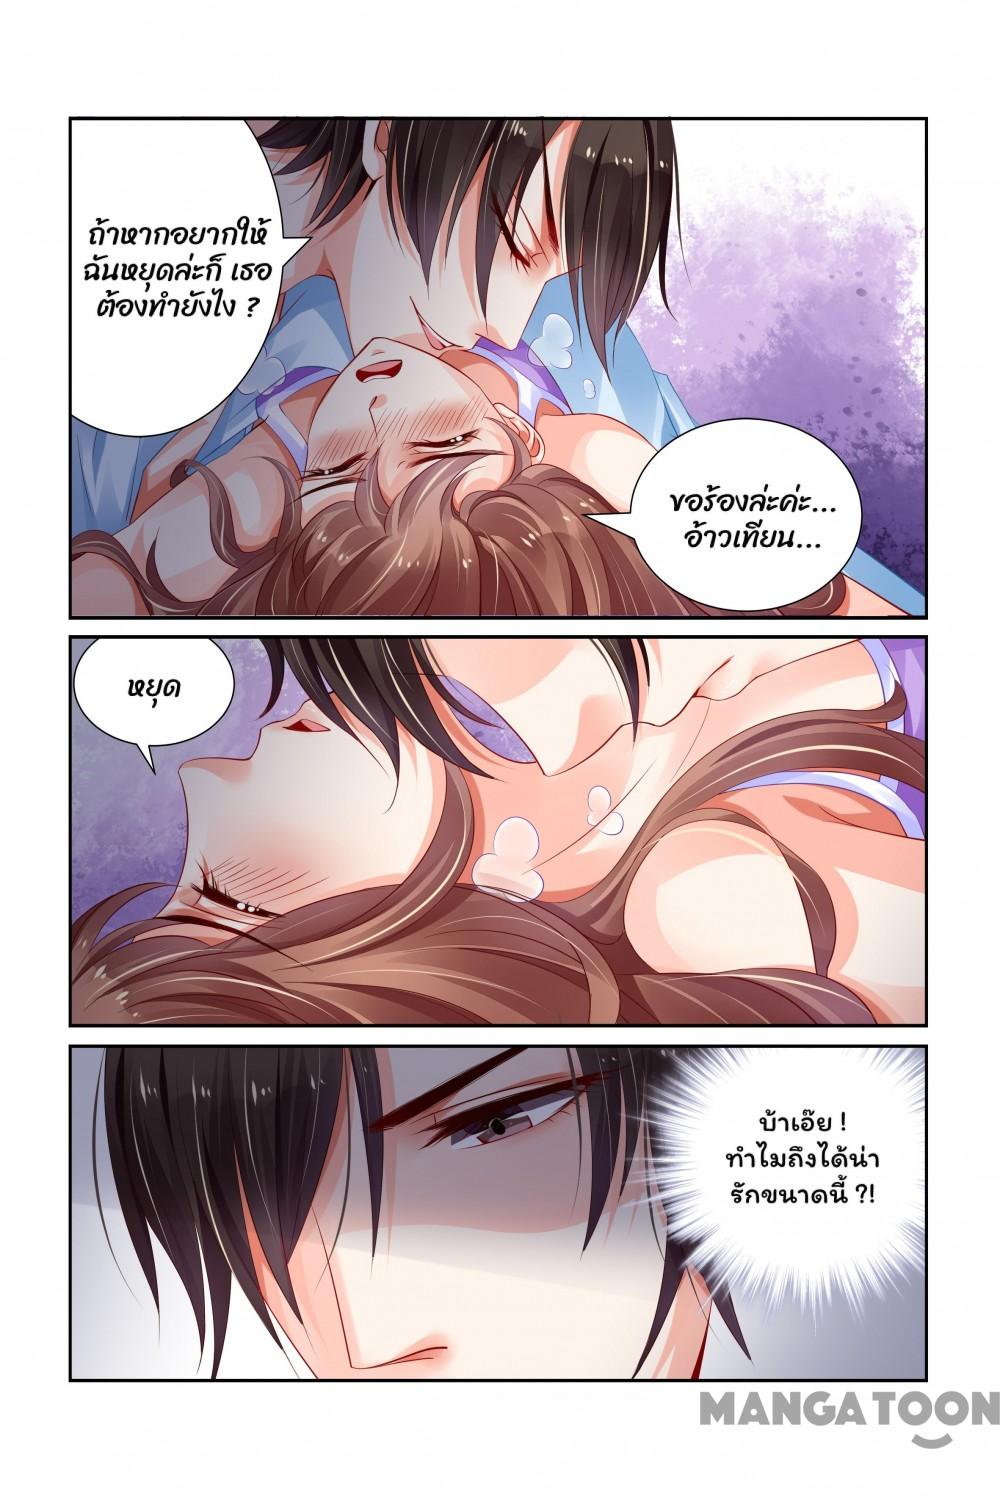 ถ้าหากอยากให้
ฉันหยุดล่ะก็ เธอ
ต้องทำยังไง ?
ขอร้องล่ะค่ะ...
อ้าวเทียน...
หยุด
บ้าเอ๊ย !
ทำไมถึงได้น่า
รักขนาดนี้ ?!
MANGATOON